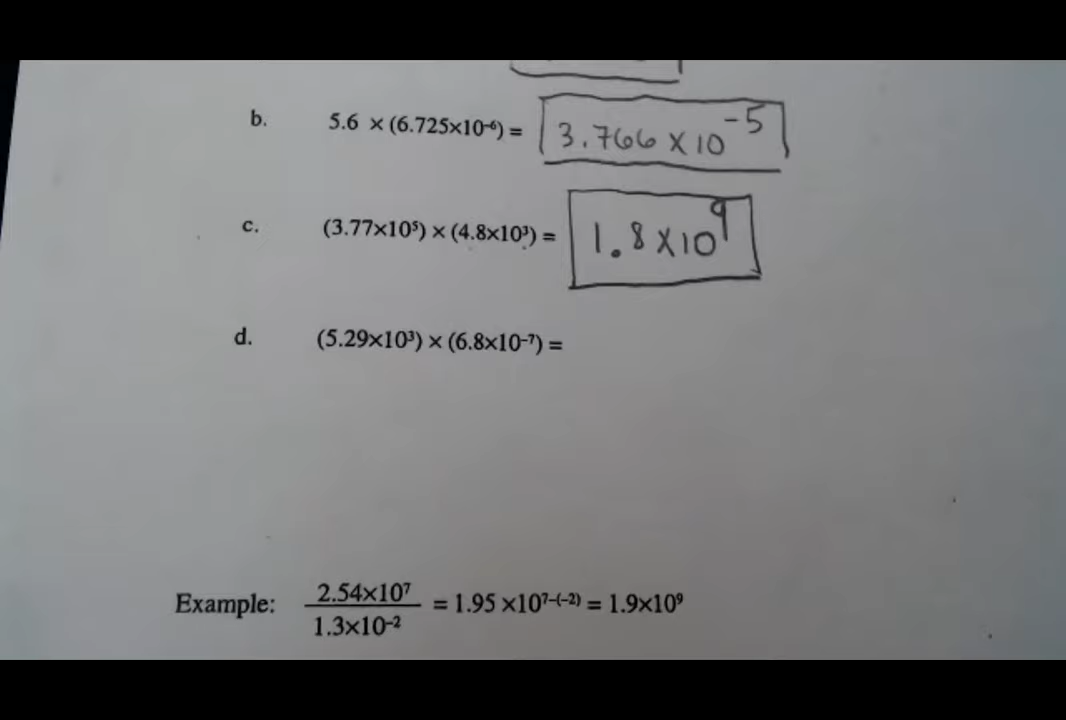 b. 5.6 × (6.725×10⁻⁶) = 3.766 × 10⁻⁵
c. (3.77×10⁵) × (4.8×10³) = 1.8 × 10⁹
d. (5.29×10³) × (6.8×10⁻⁷) =
Example: 2.54×10⁷ / 1.3×10⁻² = 1.95 ×10⁷⁻⁽⁻²⁾ = 1.9×10⁹